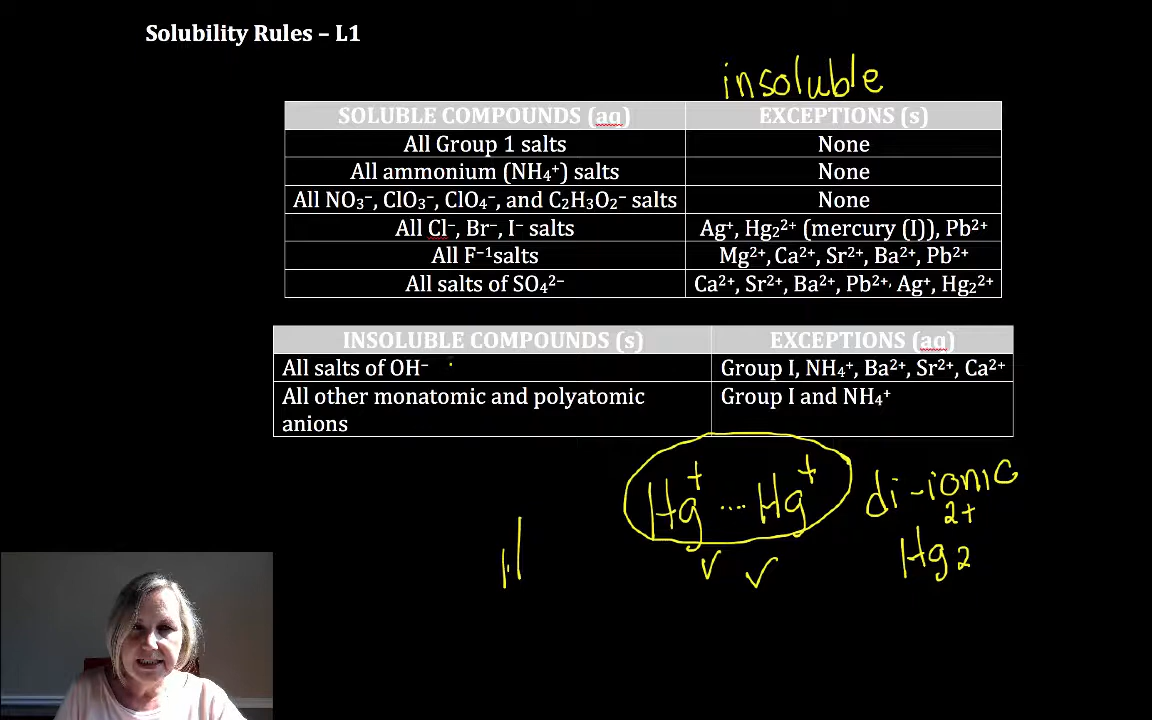 Solubility Rules – L1
insoluble
SOLUBLE COMPOUNDS (aq) EXCEPTIONS (s)
All Group 1 salts None
All ammonium (NH₄⁺) salts None
All NO₃⁻, ClO₃⁻, ClO₄⁻, and C₂H₃O₂⁻ salts None
All Cl⁻, Br⁻, I⁻ salts Ag⁺, Hg₂²⁺ (mercury (I)), Pb²⁺
All F⁻¹salts Mg²⁺, Ca²⁺, Sr²⁺, Ba²⁺, Pb²⁺
All salts of SO₄²⁻ Ca²⁺, Sr²⁺, Ba²⁺, Pb²⁺, Ag⁺, Hg₂²⁺
INSOLUBLE COMPOUNDS (s) EXCEPTIONS (aq)
All salts of OH⁻ Group I, NH₄⁺, Ba²⁺, Sr²⁺, Ca²⁺
All other monatomic and polyatomic Group I and NH₄⁺
anions
Hg⁺ ... Hg⁺ di-ionic
Hg₂²⁺